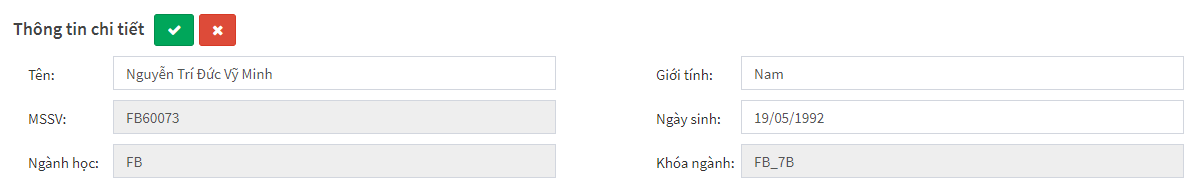 Thông tin chi tiết
Tên: Nguyễn Trí Đức Vỹ Minh Giới tính: Nam
MSSV: FB60073 Ngày sinh: 19/05/1992
Ngành học: FB Khóa ngành: FB_7B